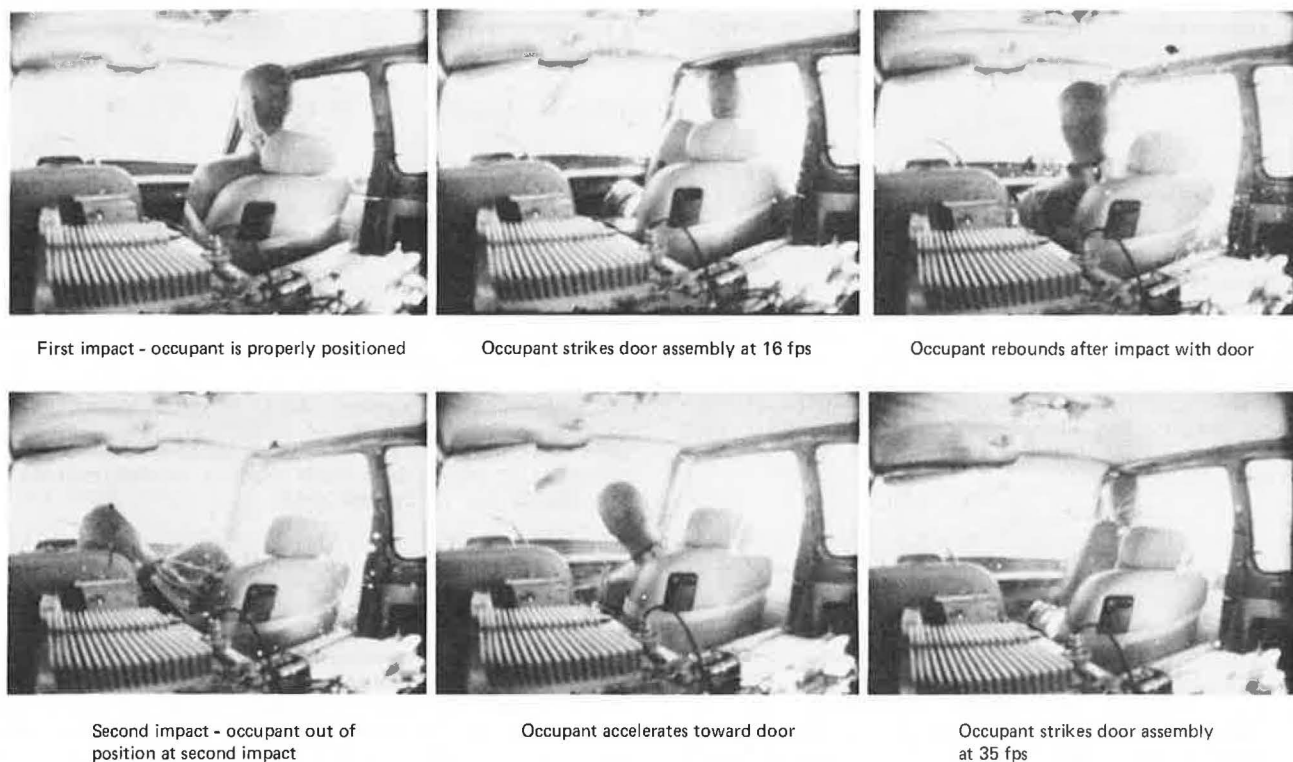 First impact - occupant is properly positioned
Occupant strikes door assembly at 16 fps
Occupant rebounds after impact with door
Second impact - occupant out of
position at second impact
Occupant accelerates toward door
Occupant strikes door assembly
at 35 fps